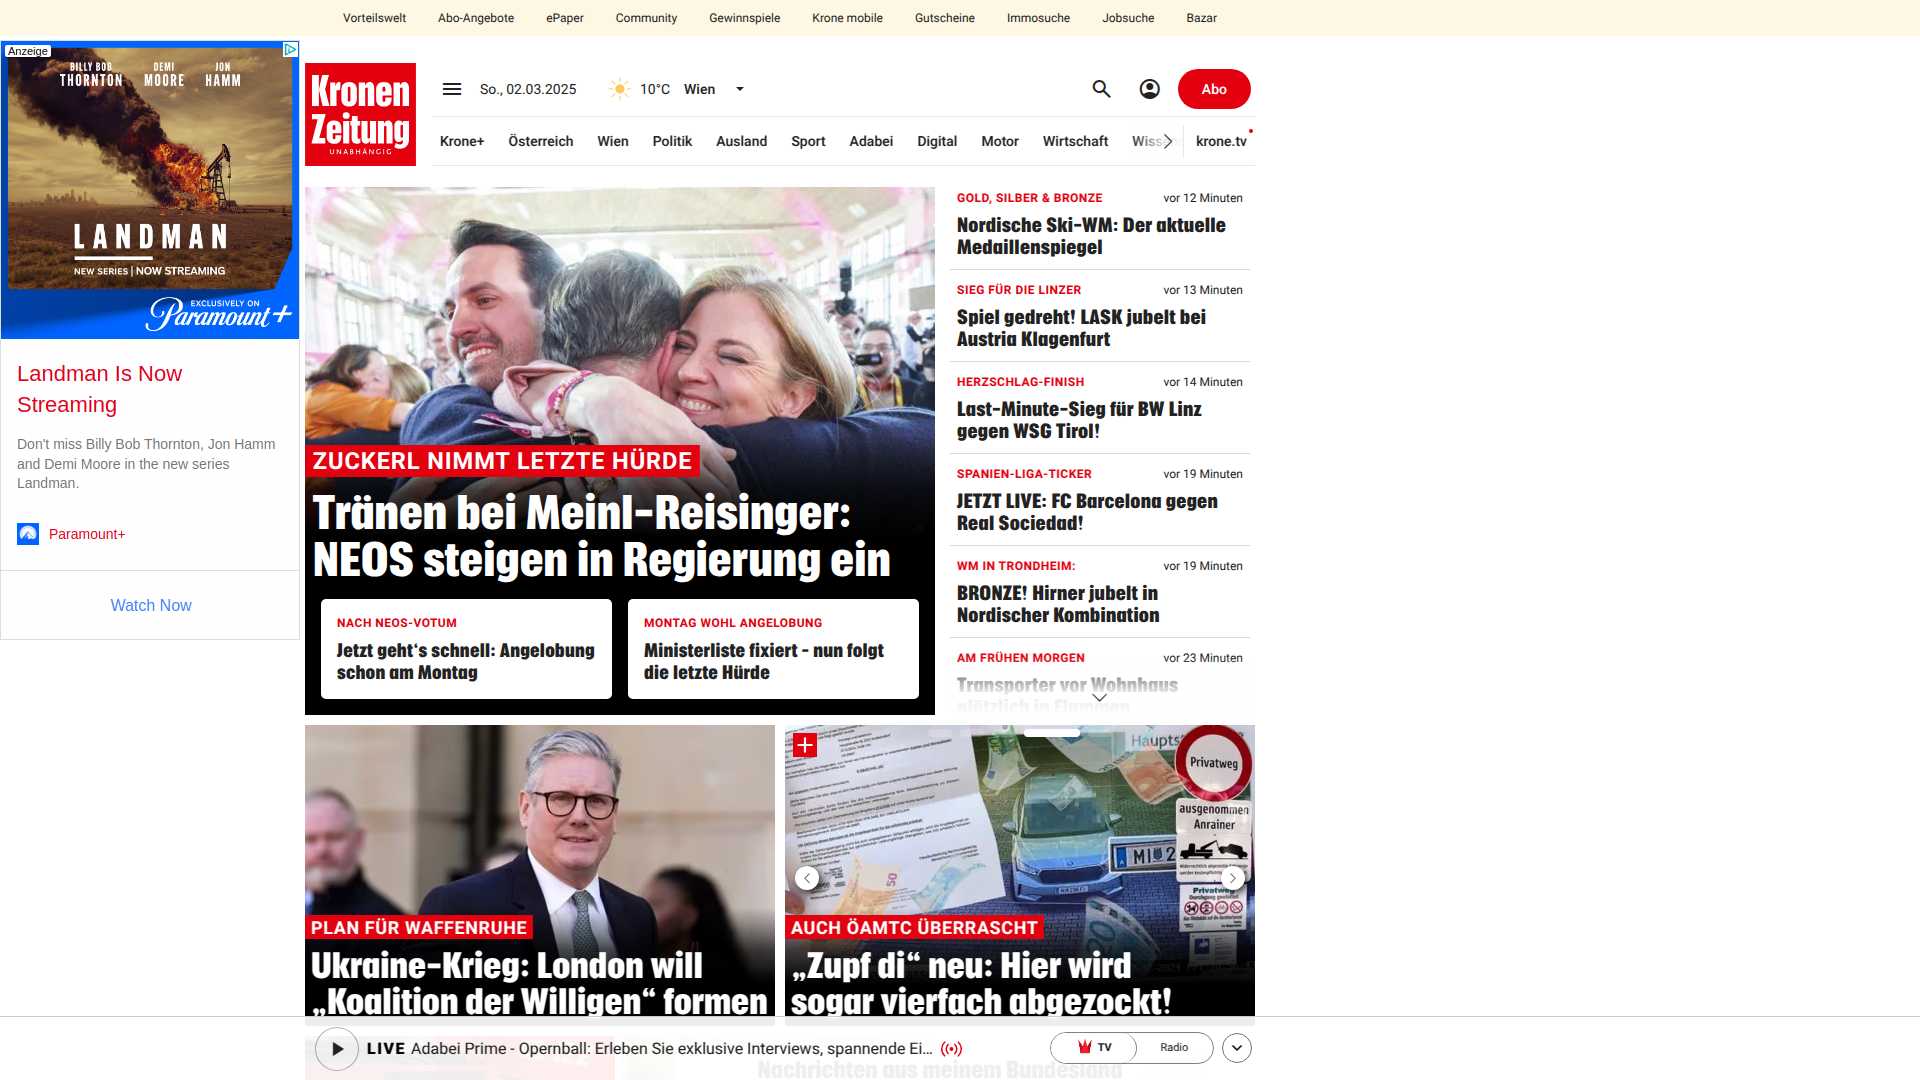 Vorteilswelt
Abo-Angebote
ePaper
Community
Gewinnspiele
Krone mobile
Gutscheine
Immosuche
Jobsuche
Bazar
Anzeige
BILLY BOB THORNTON
DEMI MOORE
JON HAMM
LANDMAN
NEW SERIES | NOW STREAMING
EXCLUSIVELY ON
Paramount+
Landman Is Now
Streaming
Don't miss Billy Bob Thornton, Jon Hamm
and Demi Moore in the new series
Landman.
Paramount+
Watch Now
Kronen
Zeitung
UNABHÄNGIG
So., 02.03.2025
10°C
Wien
Abo
Krone+
Österreich
Wien
Politik
Ausland
Sport
Adabei
Digital
Motor
Wirtschaft
krone.tv
ZUCKERL NIMMT LETZTE HÜRDE
Tränen bei Meinl-Reisinger:
NEOS steigen in Regierung ein
NACH NEOS-VOTUM
Jetzt geht‘s schnell: Angelobung
schon am Montag
MONTAG WOHL ANGELOBUNG
Ministerliste fixiert – nun folgt
die letzte Hürde
GOLD, SILBER & BRONZE
vor 12 Minuten
Nordische Ski-WM: Der aktuelle
Medaillenspiegel
SIEG FÜR DIE LINZER
vor 13 Minuten
Spiel gedreht! LASK jubelt bei
Austria Klagenfurt
HERZSCHLAG-FINISH
vor 14 Minuten
Last-Minute-Sieg für BW Linz
gegen WSG Tirol!
SPANIEN-LIGA-TICKER
vor 19 Minuten
JETZT LIVE: FC Barcelona gegen
Real Sociedad!
WM IN TRONDHEIM:
vor 19 Minuten
BRONZE! Hirner jubelt in
Nordischer Kombination
AM FRÜHEN MORGEN
vor 23 Minuten
Transporter vor Wohnhaus
plötzlich in Flammen
PLAN FÜR WAFFENRUHE
Ukraine-Krieg: London will
„Koalition der Willigen“ formen
Privatweg
ausgenommen
Anrainer
MI 2
Privatweg
50
20
AUCH ÖAMTC ÜBERRASCHT
„Zupf di“ neu: Hier wird
sogar vierfach abgezockt!
LIVE Adabei Prime - Opernball: Erleben Sie exklusive Interviews, spannende Ei...
TV
Radio
Nachrichten aus meinem Bundesland